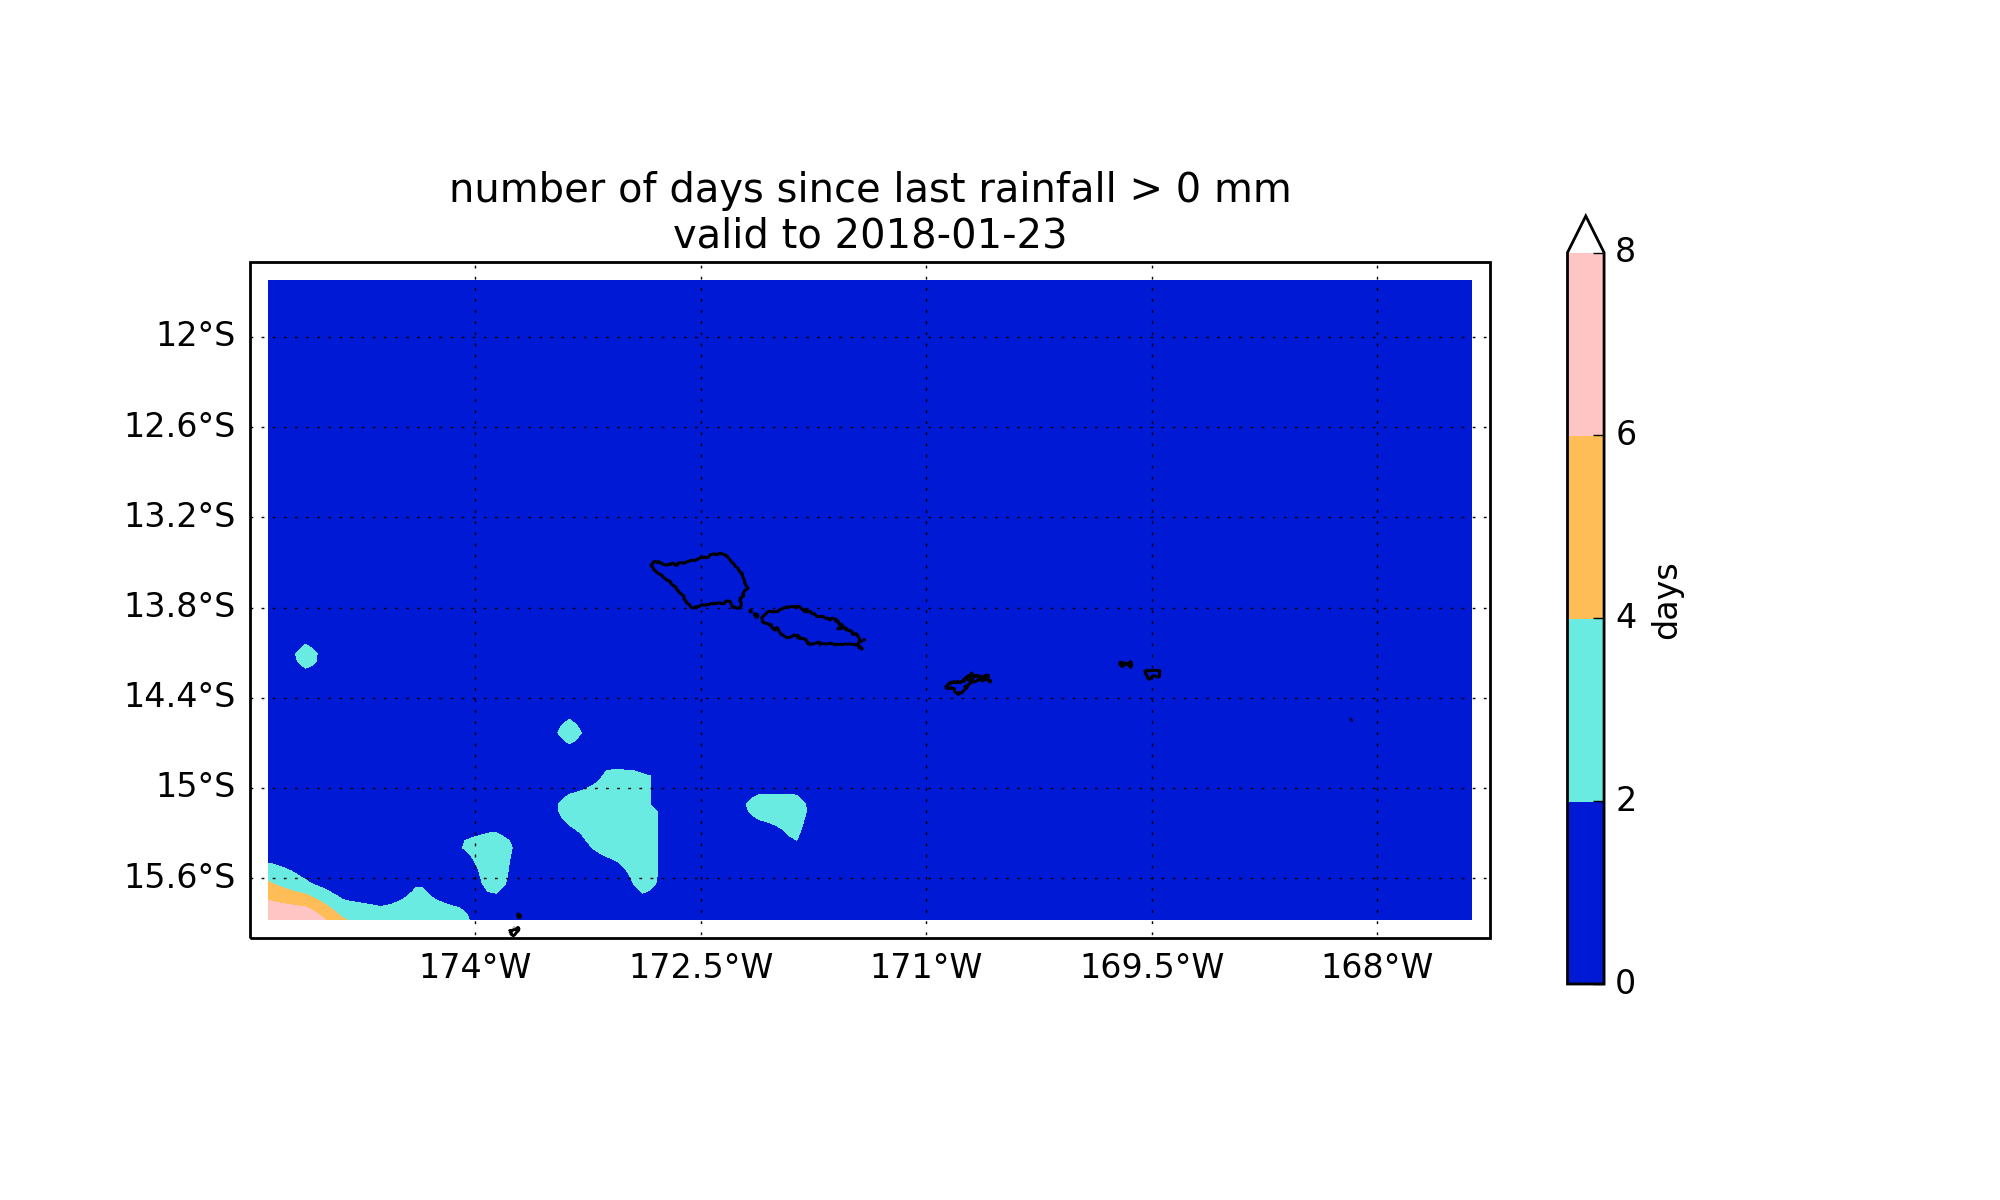 number of days since last rainfall > 0 mm
valid to 2018-01-23
12°S
12.6°S
13.2°S
13.8°S
14.4°S
15°S
15.6°S
174°W
172.5°W
171°W
169.5°W
168°W
8
6
4
2
0
days